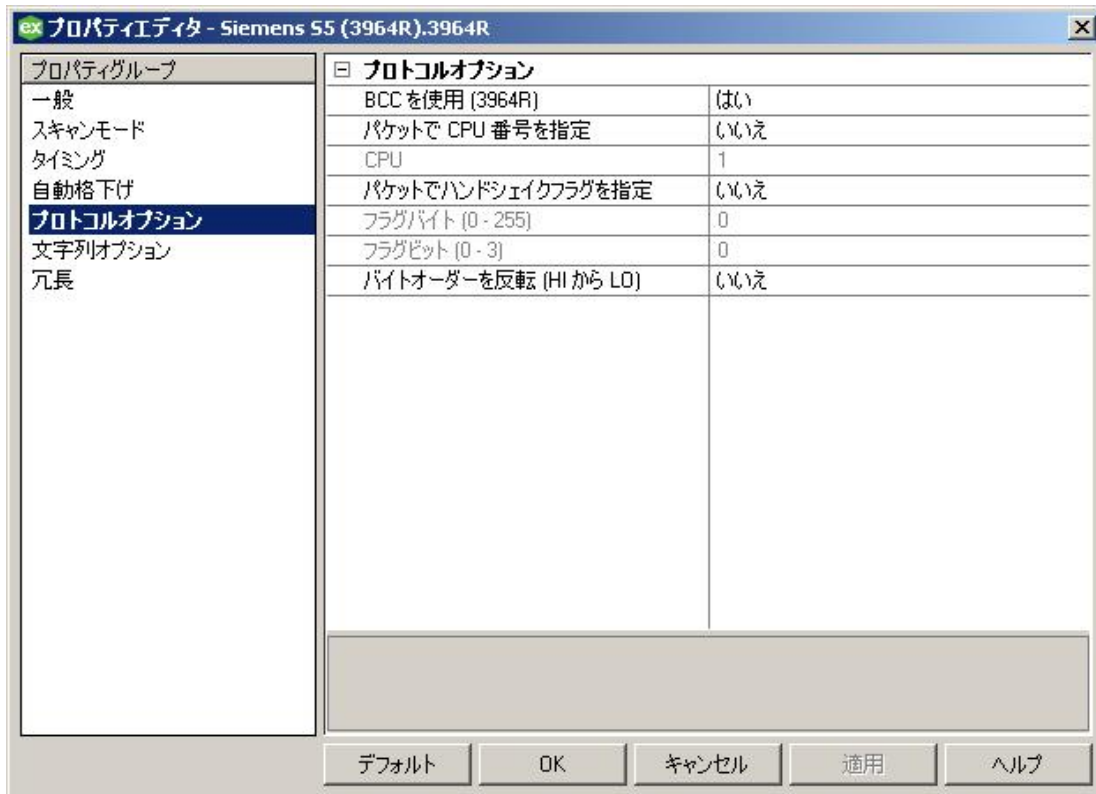 ex プロパティエディタ - Siemens S5 (3964R).3964R
プロパティグループ
一般
スキャンモード
タイミング
自動格下げ
プロトコルオプション
文字列オプション
冗長
プロトコルオプション
BCC を使用 (3964R) はい
パケットで CPU 番号を指定 いいえ
CPU 1
パケットでハンドシェイクフラグを指定 いいえ
フラグバイト (0 - 255) 0
フラグビット (0 - 3) 0
バイトオーダーを反転 (HI から LO) いいえ
デフォルト OK キャンセル 適用 ヘルプ